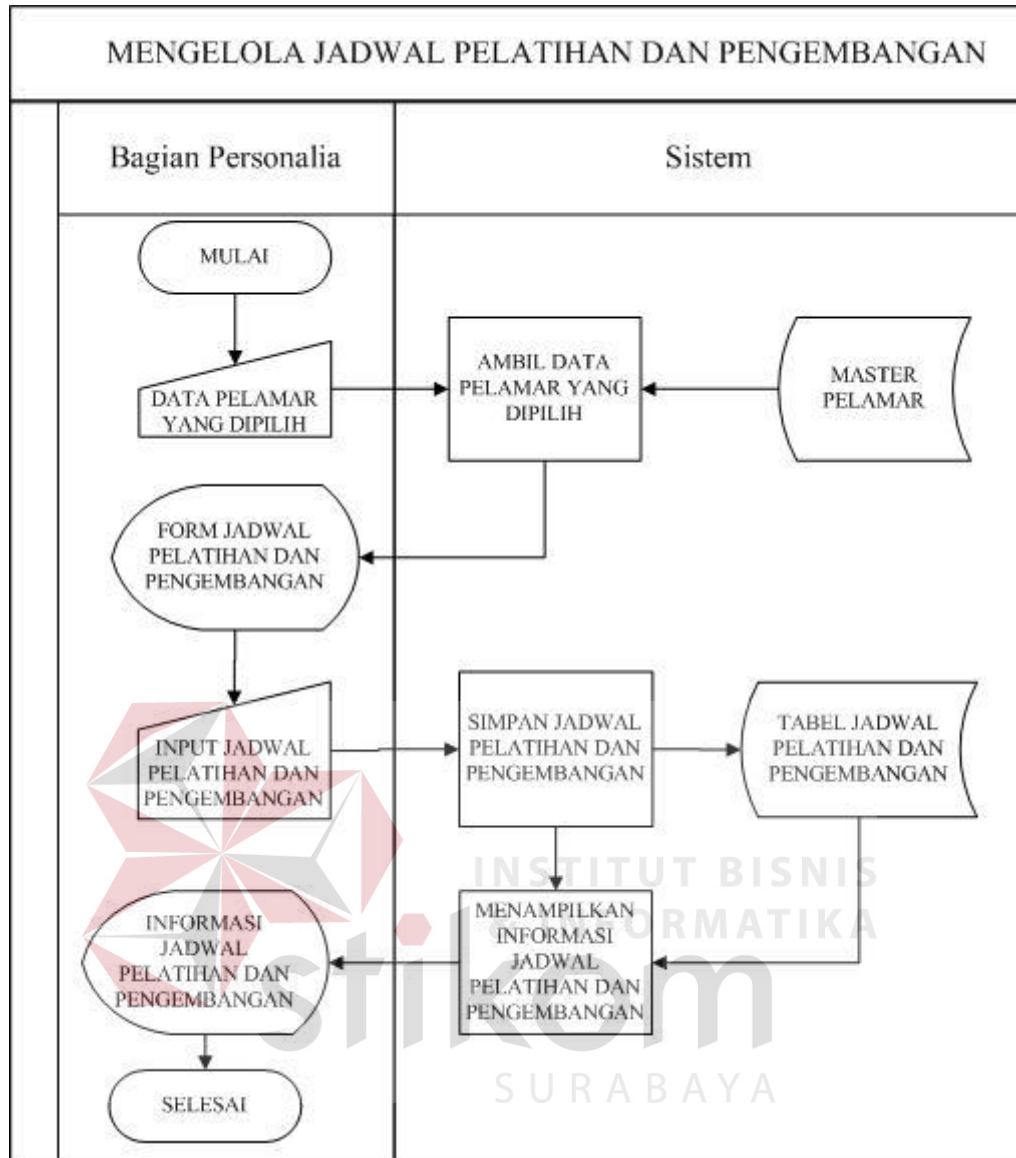 MENGELOLA JADWAL PELATIHAN DAN PENGEMBANGAN
Bagian Personalia
Sistem
MULAI
DATA PELAMAR
YANG DIPILIH
AMBIL DATA
PELAMAR YANG
DIPILIH
MASTER
PELAMAR
FORM JADWAL
PELATIHAN DAN
PENGEMBANGAN
INPUT JADWAL
PELATIHAN DAN
PENGEMBANGAN
SIMPAN JADWAL
PELATIHAN DAN
PENGEMBANGAN
TABEL JADWAL
PELATIHAN DAN
PENGEMBANGAN
INFORMASI
JADWAL
PELATIHAN DAN
PENGEMBANGAN
MENAMPILKAN
INFORMASI
JADWAL
PELATIHAN DAN
PENGEMBANGAN
SELESAI
INSTITUT BISNIS
& INFORMATIKA
stikom
SURABAYA